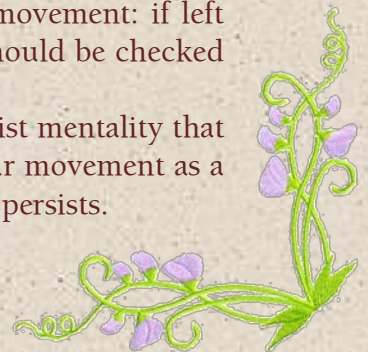 movement: if left
hould be checked
ist mentality that
ar movement as a
persists.